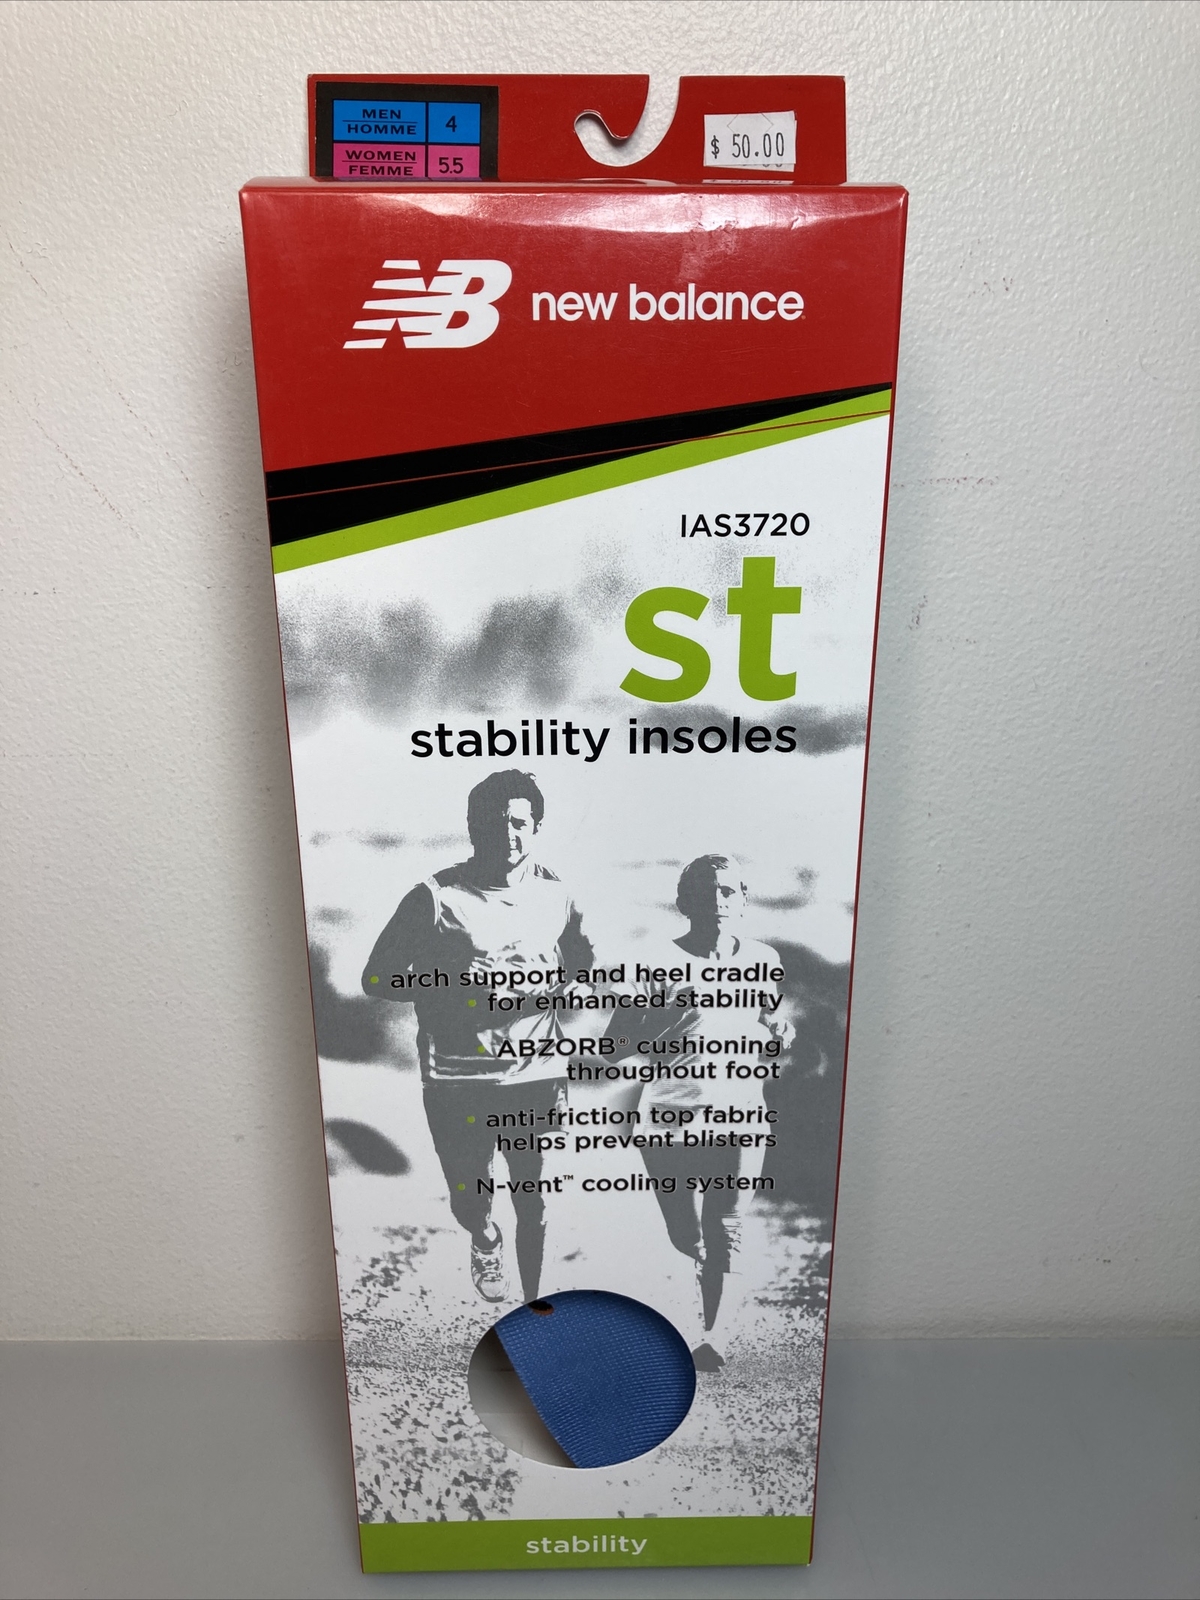 MEN
HOMME
4
WOMEN
FEMME
5.5
$ 50.00
NB new balance
IAS3720
st
stability insoles
• arch support and heel cradle
• for enhanced stability
• ABZORB® cushioning
throughout foot
• anti-friction top fabric
helps prevent blisters
• N-vent™ cooling system
stability